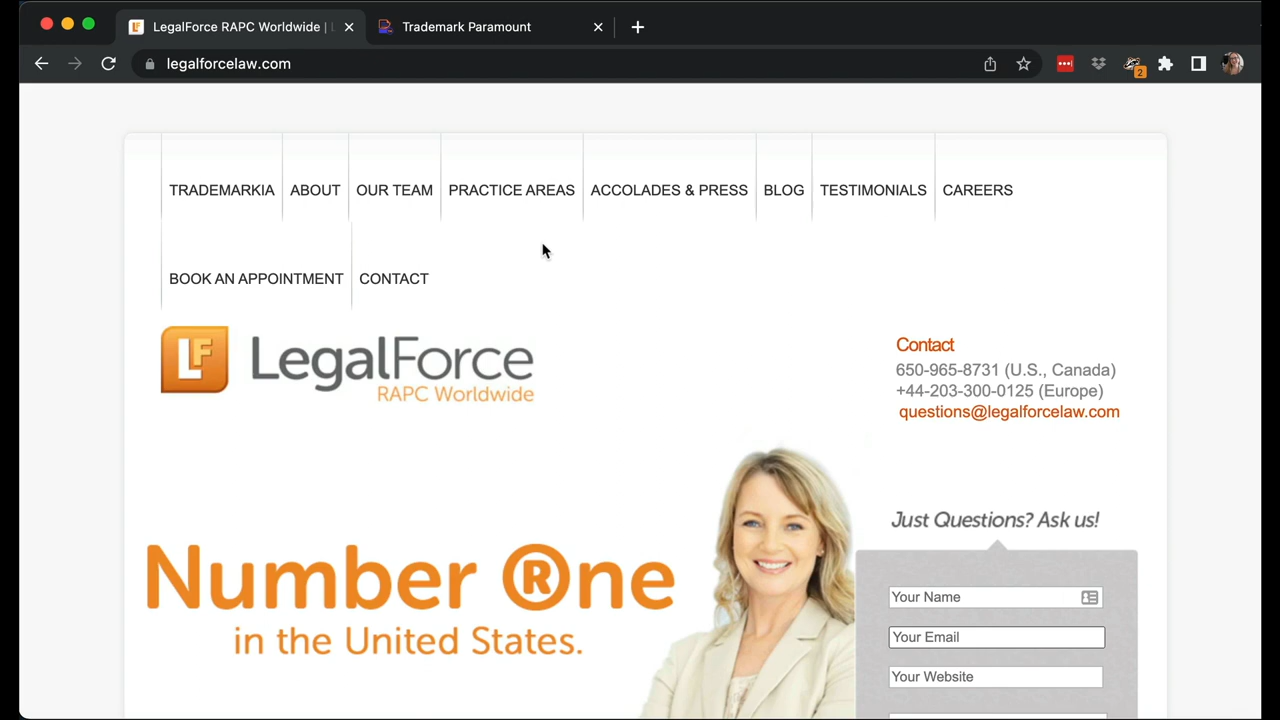 LegalForce RAPC Worldwide | L
Trademark Paramount
legalforcelaw.com
2
TRADEMARKIA ABOUT OUR TEAM PRACTICE AREAS ACCOLADES & PRESS BLOG TESTIMONIALS CAREERS
BOOK AN APPOINTMENT CONTACT
LF LegalForce
RAPC Worldwide
Contact
650-965-8731 (U.S., Canada)
+44-203-300-0125 (Europe)
questions@legalforcelaw.com
Number ®ne
in the United States.
Just Questions? Ask us!
Your Name
Your Email
Your Website